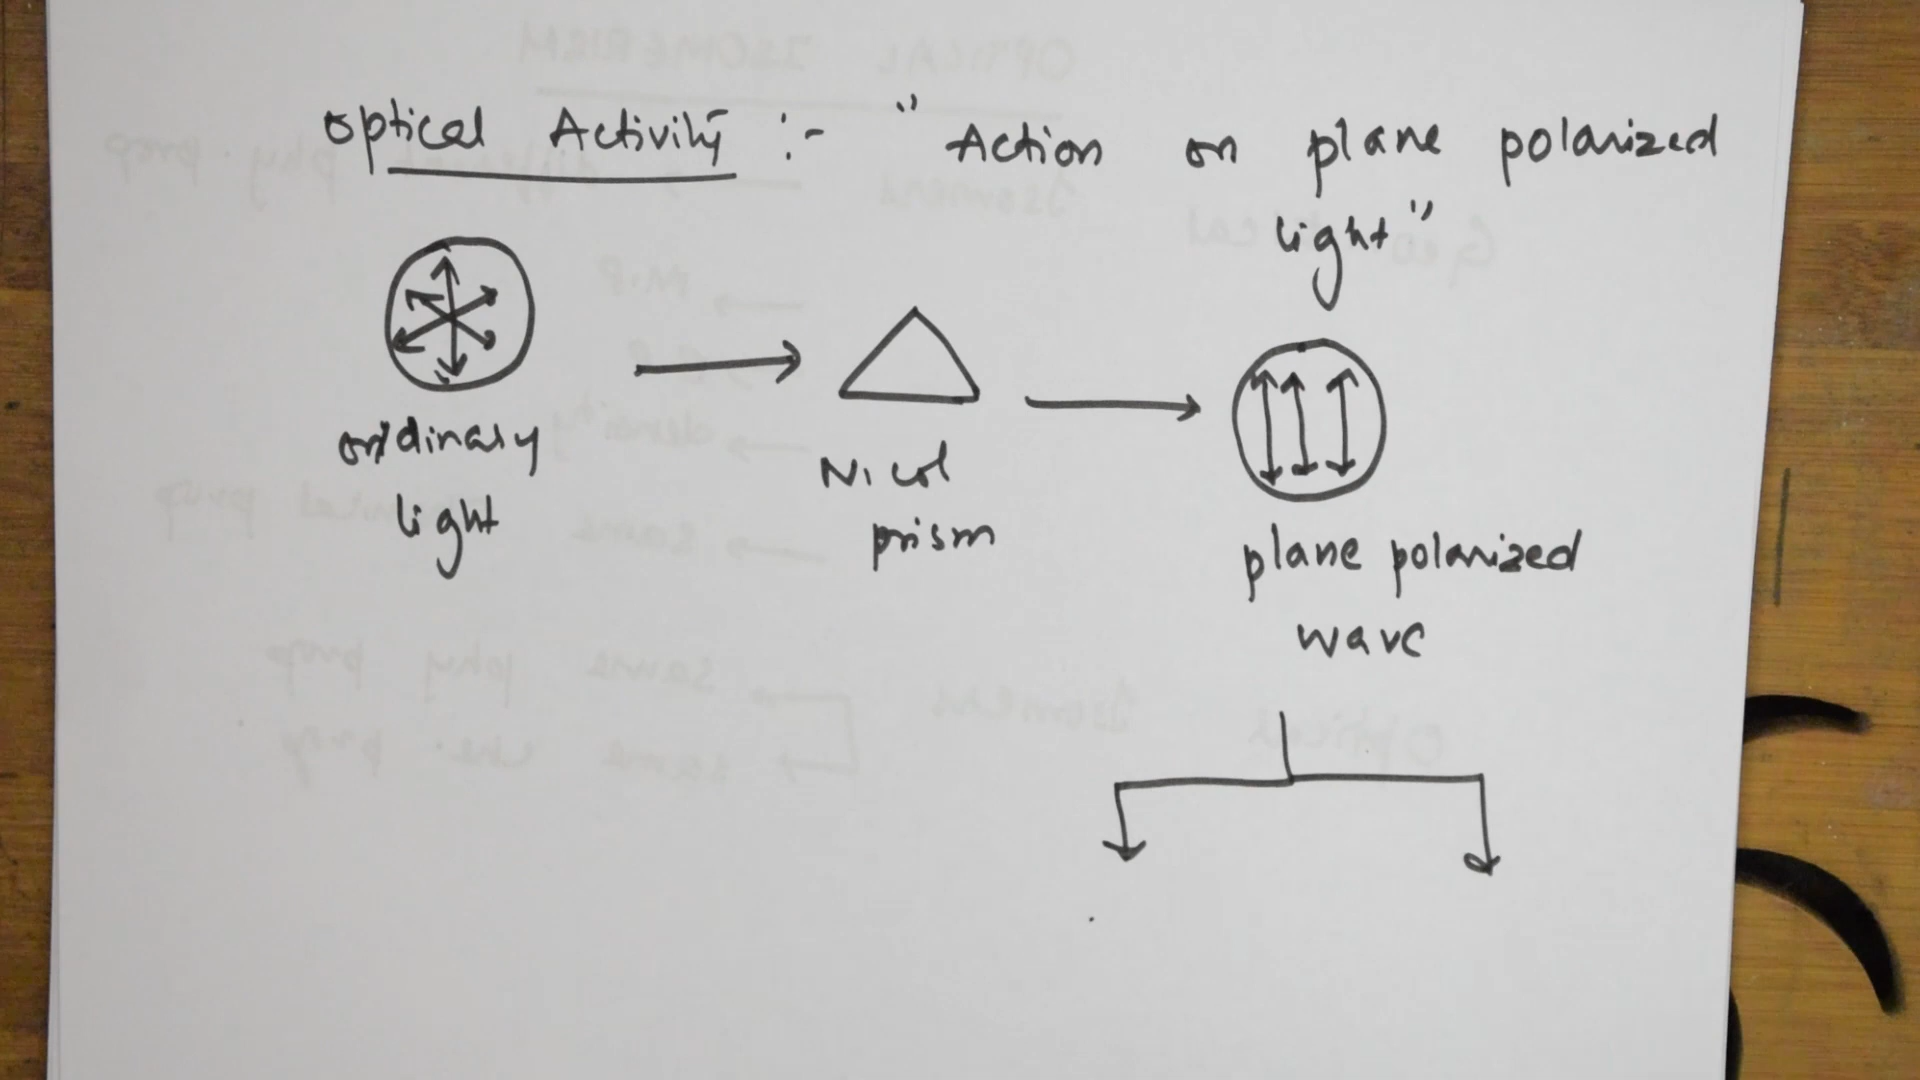 Optical Activity :- " Action on plane polarized
light"
ordinary
light
Nicol
prism
plane polarized
wave